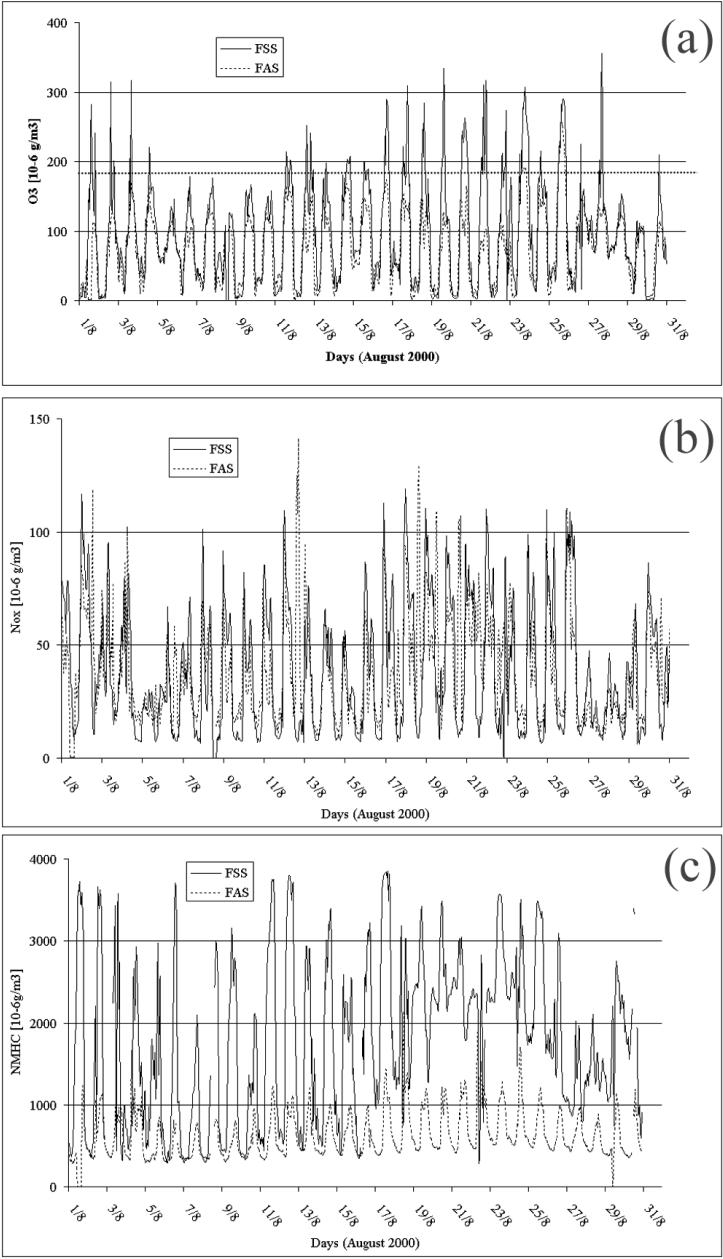 (a)
400
300
200
100
0
O3 [10-6 g/m3]
FSS
FAS
1/8 3/8 5/8 7/8 9/8 11/8 13/8 15/8 17/8 19/8 21/8 23/8 25/8 27/8 29/8 31/8
Days (August 2000)
(b)
150
100
50
0
Nox [10-6 g/m3]
FSS
FAS
1/8 3/8 5/8 7/8 9/8 11/8 13/8 15/8 17/8 19/8 21/8 23/8 25/8 27/8 29/8 31/8
Days (August 2000)
(c)
4000
3000
2000
1000
0
NMHC [10-6g/m3]
FSS
FAS
1/8 3/8 5/8 7/8 9/8 11/8 13/8 15/8 17/8 19/8 21/8 23/8 25/8 27/8 29/8 31/8
Days (August 2000)